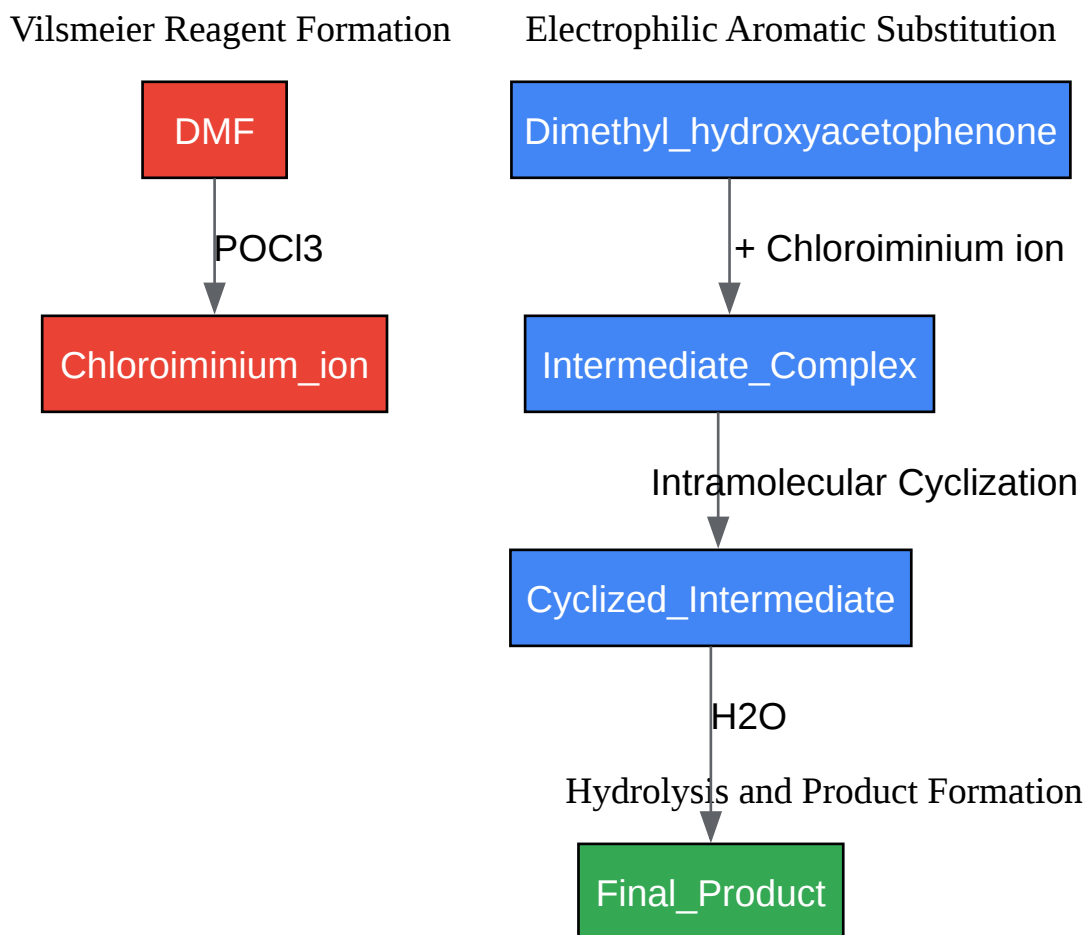 Vilsmeier Reagent Formation
DMF
POCl3
Chloroiminium_ion
Electrophilic Aromatic Substitution
Dimethyl_hydroxyacetophenone
+ Chloroiminium ion
Intermediate_Complex
Intramolecular Cyclization
Cyclized_Intermediate
H2O
Hydrolysis and Product Formation
Final_Product